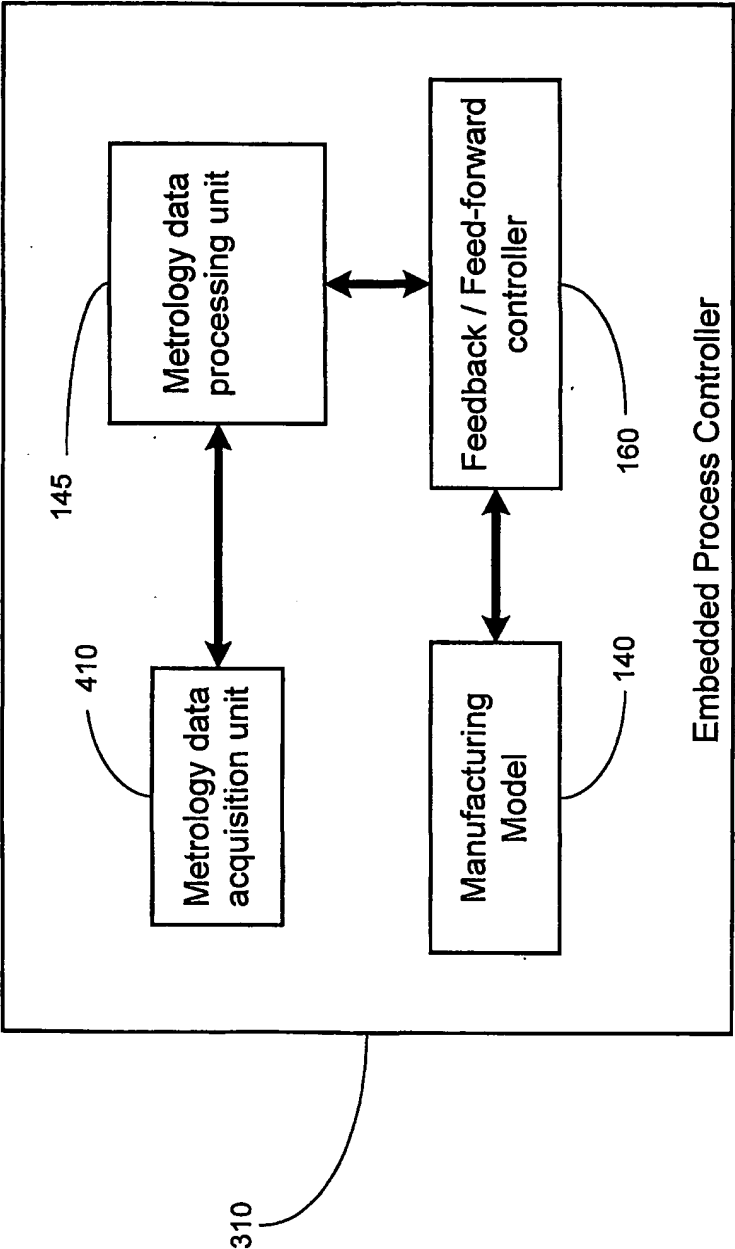 310
410
145
Metrology data
acquisition unit
Metrology data
processing unit
Manufacturing
Model
Feedback / Feed-forward
controller
140
160
Embedded Process Controller